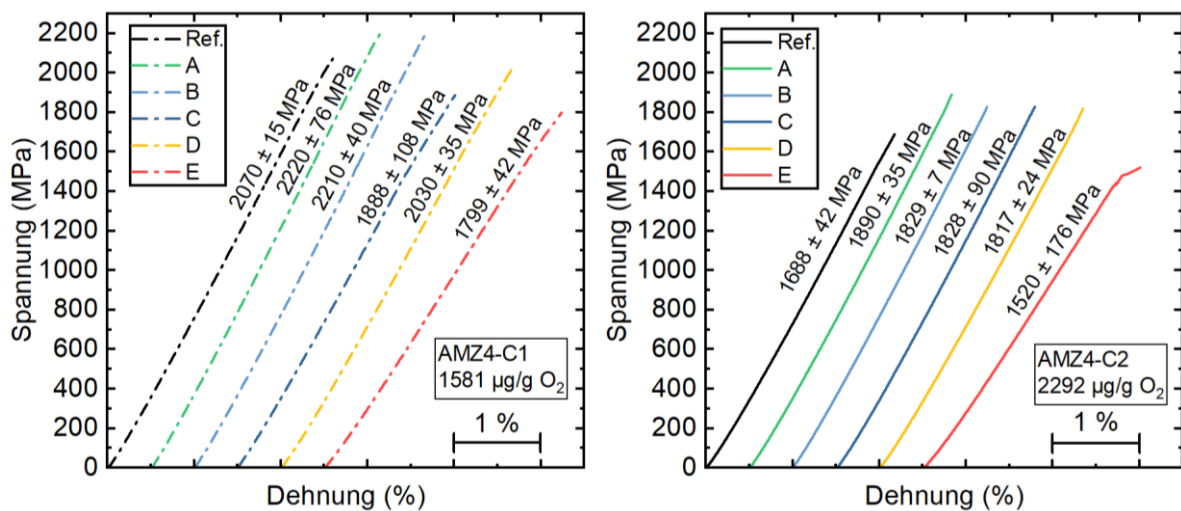 2200
2000
1800
1600
1400
1200
1000
800
600
400
200
0
Spannung (MPa)
Ref.
A
B
C
D
E
2070 ± 15 MPa
2220 ± 76 MPa
2210 ± 40 MPa
1888 ± 108 MPa
2030 ± 35 MPa
1799 ± 42 MPa
AMZ4-C1
1581 µg/g O₂
1 %
Dehnung (%)
2200
2000
1800
1600
1400
1200
1000
800
600
400
200
0
Spannung (MPa)
Ref.
A
B
C
D
E
1688 ± 42 MPa
1890 ± 35 MPa
1829 ± 7 MPa
1828 ± 90 MPa
1817 ± 24 MPa
1520 ± 176 MPa
AMZ4-C2
2292 µg/g O₂
1 %
Dehnung (%)